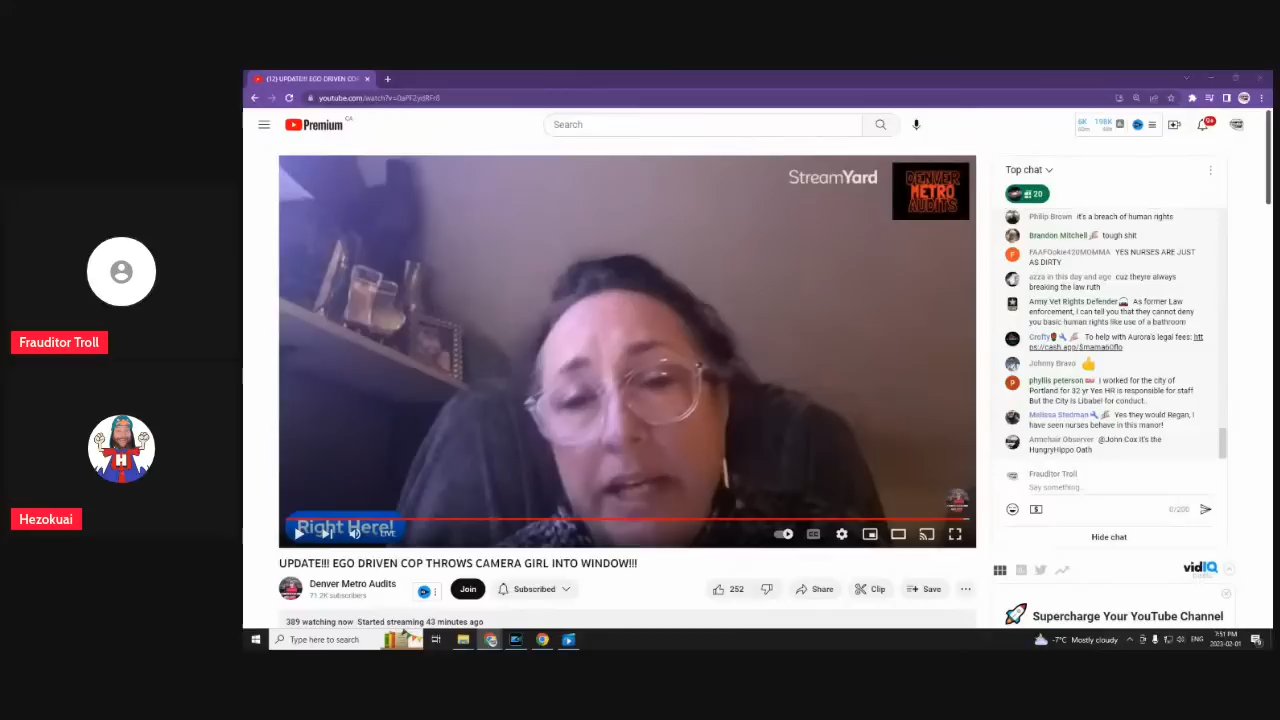 (12) UPDATE!!! EGO DRIVEN CO
Premium
CA
Search
9+
StreamYard
DENVER
METRO
AUDITS
Right Here!
LIVE
Top chat
20
Philip Brown it's a breach of human rights
Brandon Mitchell tough shit
FAAFOokie420MOMMA YES NURSES ARE JUST
AS DIRTY
azza in this day and age cuz theyre always
breaking the law ruth
Army Vet Rights Defender As former Law
enforcement, I can tell you that they cannot deny
you basic human rights like use of a bathroom
Crofty To help with Aurora's legal fees: htt
Johnny Bravo
phyllis peterson I worked for the city of
Portland for 32 yr Yes HR is responsible for staff
But the City is Libabel for conduct.
Melissa Stedman Yes they would Regan, I
have seen nurses behave in this manor!
Armchair Observer @John Cox it's the
HungryHippo Oath
Frauditor Troll
Say something...
0/200
Hide chat
vidIQ
Supercharge Your YouTube Channel
UPDATE!!! EGO DRIVEN COP THROWS CAMERA GIRL INTO WINDOW!!!
Denver Metro Audits
71.2K subscribers
Join
Subscribed
252
Share
Clip
Save
389 watching now Started streaming 43 minutes ago
Type here to search
-7°C Mostly cloudy
ENG
7:51 PM
2023-02-01
Frauditor Troll
Hezokuai
H